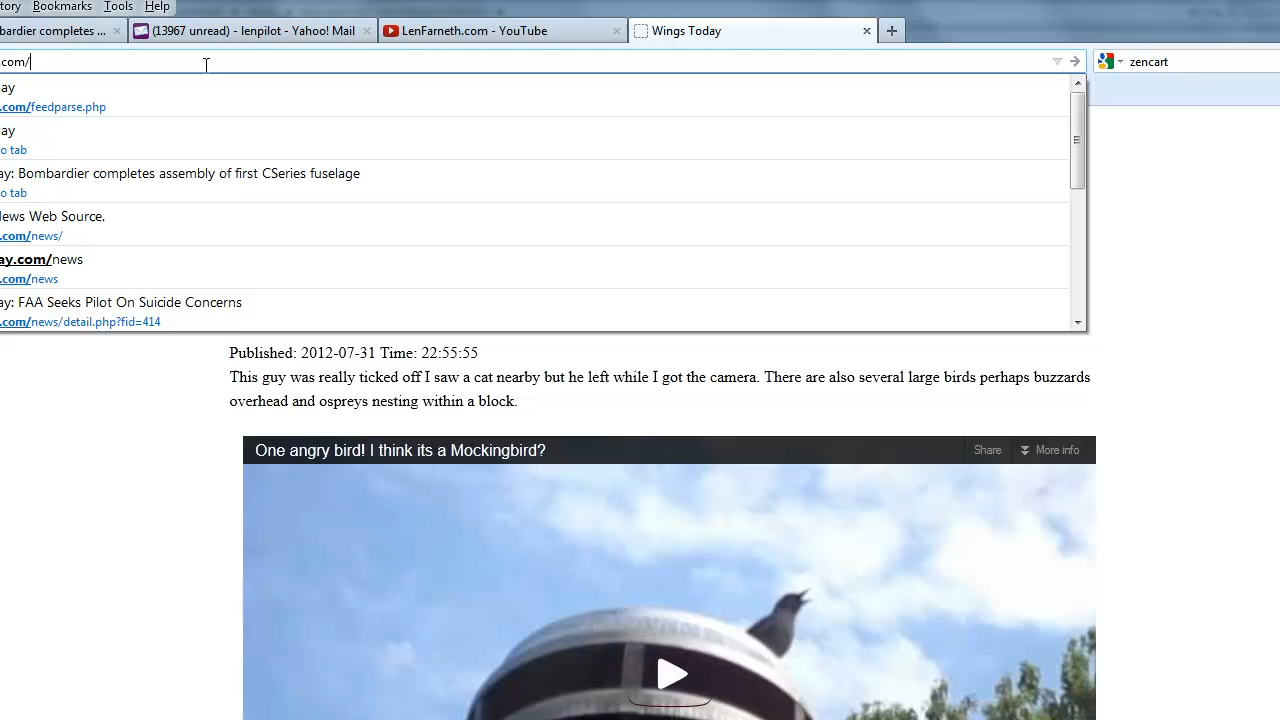 tory Bookmarks Tools Help
bardier completes ... (13967 unread) - lenpilot - Yahoo! Mail LenFarneth.com - YouTube Wings Today
.com/ zencart
ay
.com/feedparse.php
ay
o tab
ay: Bombardier completes assembly of first CSeries fuselage
o tab
lews Web Source.
.com/news/
ay.com/news
.com/news
ay: FAA Seeks Pilot On Suicide Concerns
.com/news/detail.php?fid=414
Published: 2012-07-31 Time: 22:55:55
This guy was really ticked off I saw a cat nearby but he left while I got the camera. There are also several large birds perhaps buzzards
overhead and ospreys nesting within a block.
One angry bird! I think its a Mockingbird? Share More info